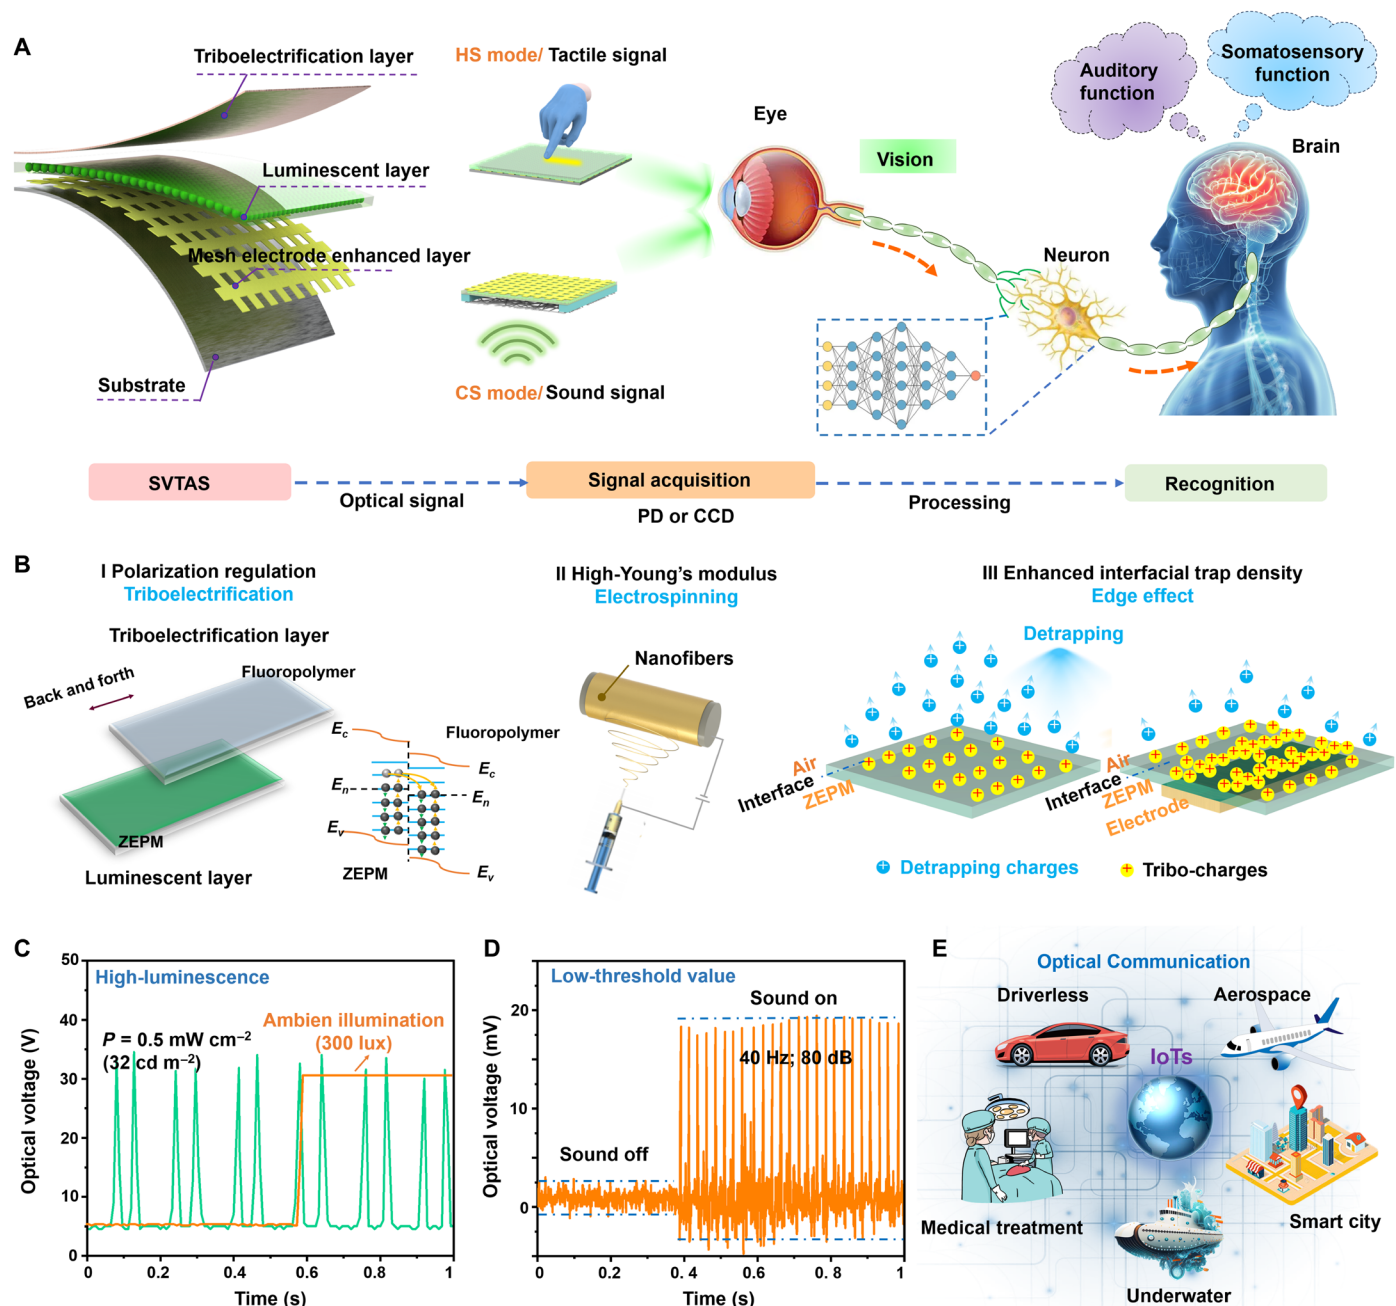 A
Triboelectrification layer
Luminescent layer
Mesh electrode enhanced layer
Substrate
HS mode/ Tactile signal
CS mode/ Sound signal
Eye
Vision
Neuron
Auditory
function
Somatosensory
function
Brain
SVTAS
Optical signal
Signal acquisition
PD or CCD
Processing
Recognition
B
I Polarization regulation
Triboelectrification
Triboelectrification layer
Back and forth
Fluoropolymer
ZEPM
Luminescent layer
Ec
Fluoropolymer
Ec
En
En
Ev
Ev
ZEPM
II High-Young's modulus
Electrospinning
Nanofibers
III Enhanced interfacial trap density
Edge effect
Detrapping
Air
Interface
ZEPM
Air
Interface
ZEPM
Electrode
Detrapping charges
Tribo-charges
C
High-luminescence
P = 0.5 mW cm−2
(32 cd m−2)
Ambien illumination
(300 lux)
Optical voltage (V)
50
40
30
20
10
0
0
0.2
0.4
0.6
0.8
1
Time (s)
D
Low-threshold value
Sound on
40 Hz; 80 dB
Sound off
Optical voltage (mV)
20
10
0
0
0.2
0.4
0.6
0.8
1
Time (s)
E
Optical Communication
Driverless
Aerospace
IoTs
Medical treatment
Smart city
Underwater